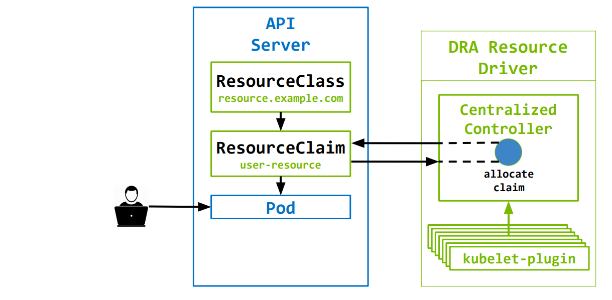 API
Server
ResourceClass
resource.example.com
ResourceClaim
user-resource
Pod
DRA Resource
Driver
Centralized
Controller
allocate
claim
kubelet-plugin